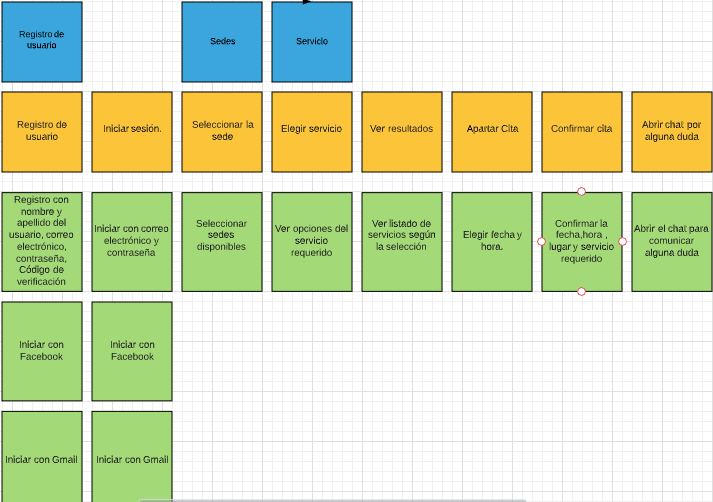 Registro de
usuario
Sedes
Servicio
Registro de
usuario
Iniciar sesión.
Seleccionar la
sede
Elegir servicio
Ver resultados
Apartar Cita
Confirmar cita
Abrir chat por
alguna duda
Registro con
nombre y
apellido del
usuario, correo
electrónico,
contraseña,
Código de
verificación
Iniciar con correo
electrónico y
contraseña
Seleccionar
sedes
disponibles
Ver opciones del
servicio
requerido
Ver listado de
servicios según
la selección
Elegir fecha y
hora.
Confirmar la
fecha,hora ,
lugar y servicio
requerido
Abrir el chat para
comunicar
alguna duda
Iniciar con
Facebook
Iniciar con
Facebook
Iniciar con Gmail
Iniciar con Gmail